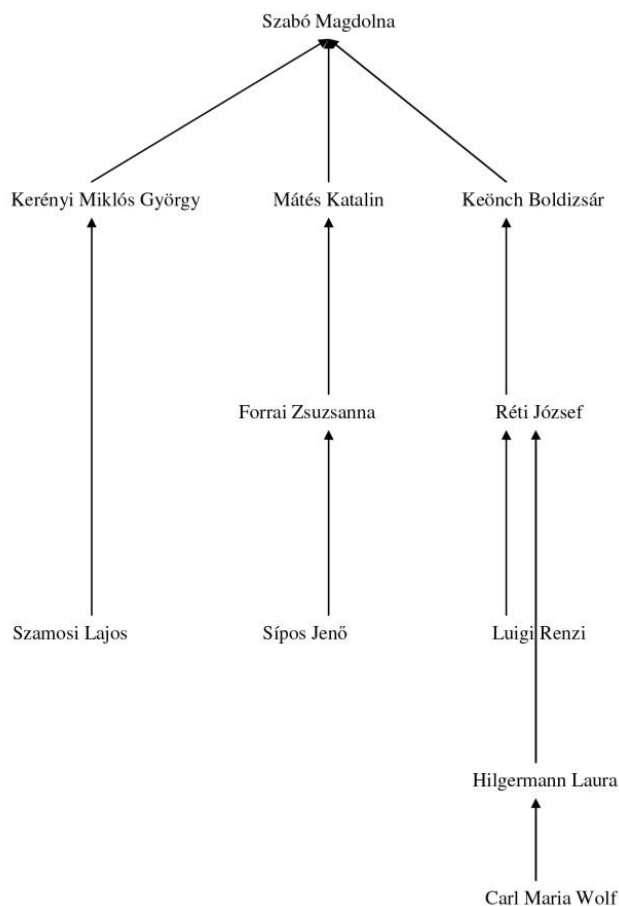 Szabó Magdolna
Kerényi Miklós György
Mátés Katalin
Keönch Boldizsár
Forrai Zsuzsanna
Réti József
Szamosi Lajos
Sípos Jenő
Luigi Renzi
Hilgermann Laura
Carl Maria Wolf